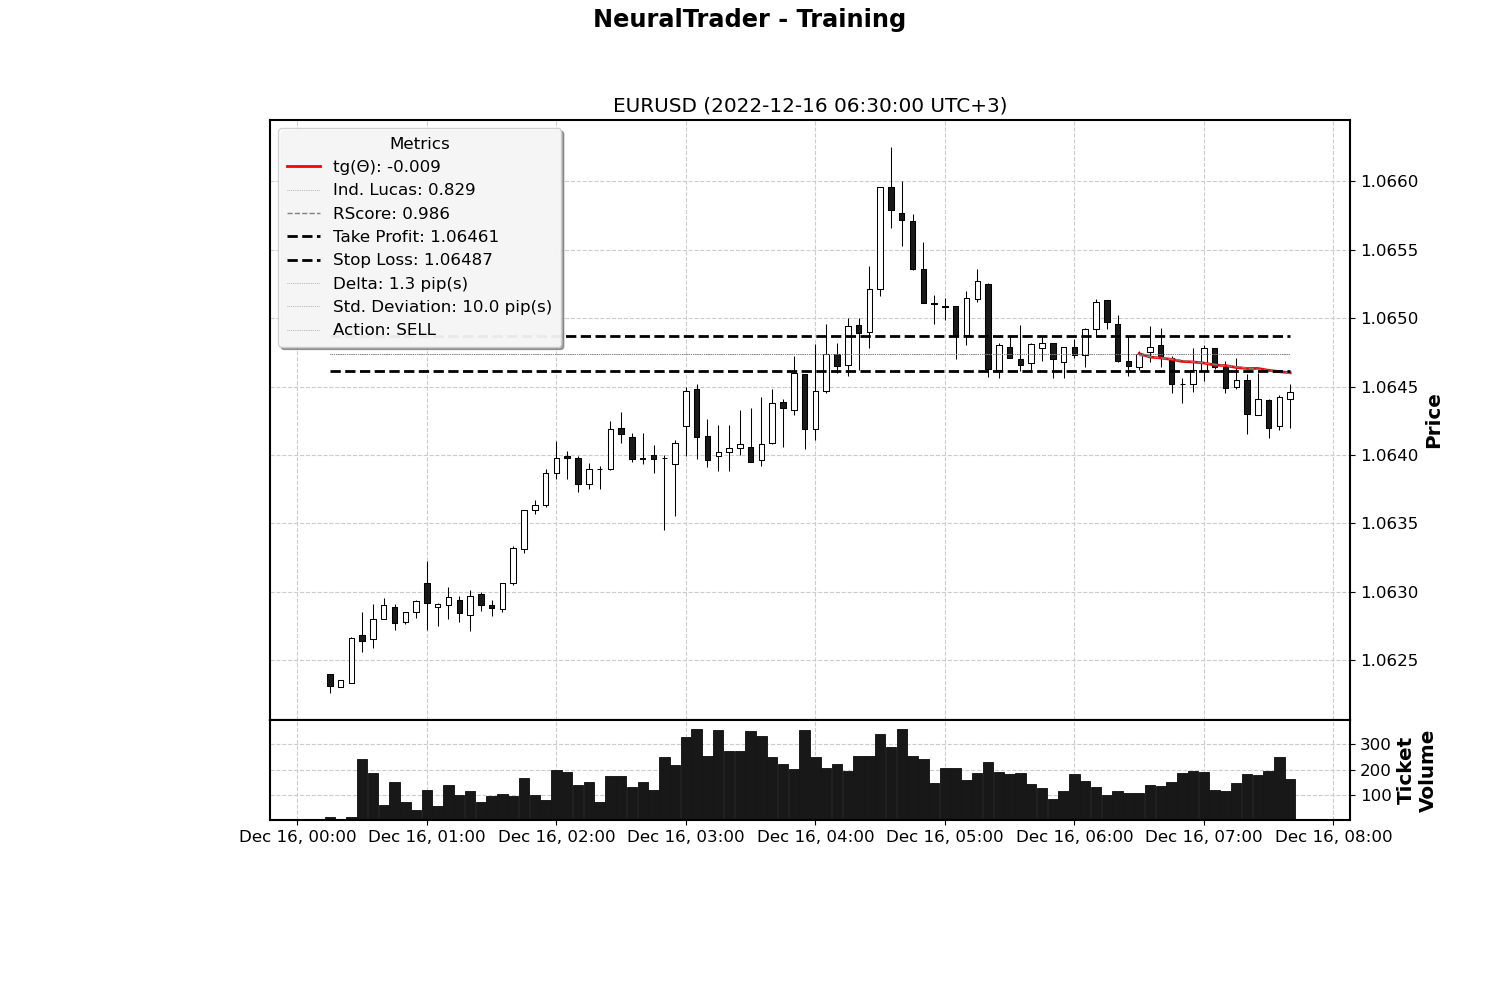 NeuralTrader - Training
EURUSD (2022-12-16 06:30:00 UTC+3)
Metrics
tg(Θ): -0.009
Ind. Lucas: 0.829
RScore: 0.986
Take Profit: 1.06461
Stop Loss: 1.06487
Delta: 1.3 pip(s)
Std. Deviation: 10.0 pip(s)
Action: SELL
1.0660
1.0655
1.0650
1.0645
1.0640
1.0635
1.0630
1.0625
Price
300
200
100
Ticket
Volume
Dec 16, 00:00 Dec 16, 01:00 Dec 16, 02:00 Dec 16, 03:00 Dec 16, 04:00 Dec 16, 05:00 Dec 16, 06:00 Dec 16, 07:00 Dec 16, 08:00